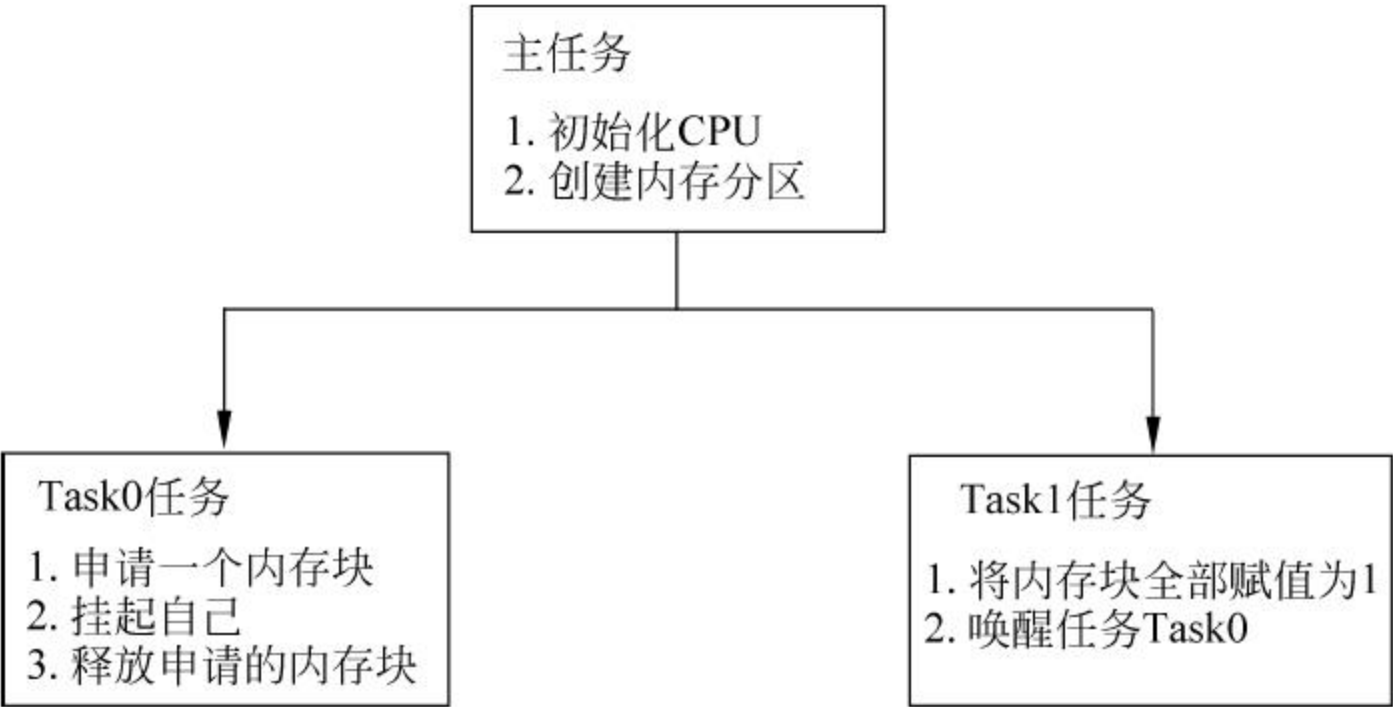 主任务
1. 初始化CPU
2. 创建内存分区
Task0任务
1. 申请一个内存块
2. 挂起自己
3. 释放申请的内存块
Task1任务
1. 将内存块全部赋值为1
2. 唤醒任务Task0